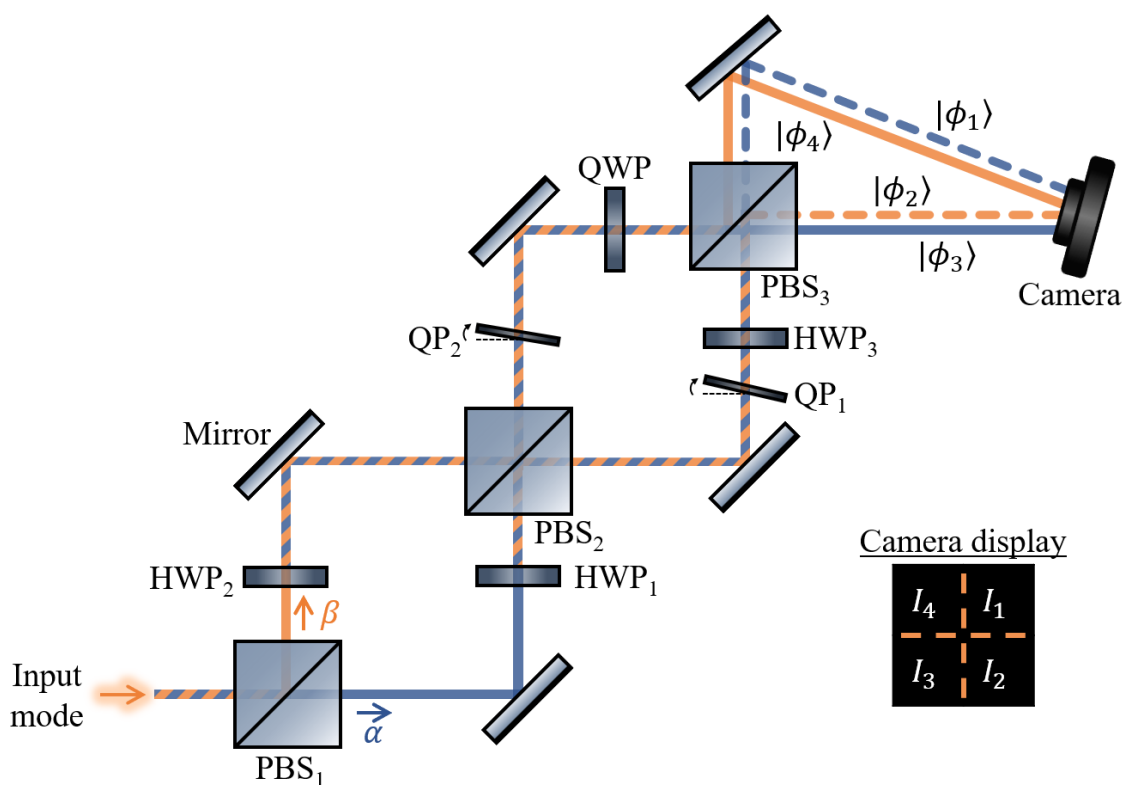 |ϕ₁⟩
|ϕ₄⟩
QWP
|ϕ₂⟩
|ϕ₃⟩
PBS₃
Camera
QP₂
HWP₃
QP₁
Mirror
PBS₂
Camera display
HWP₂
HWP₁
β
I₄ I₁
I₃ I₂
Input
mode
α
PBS₁